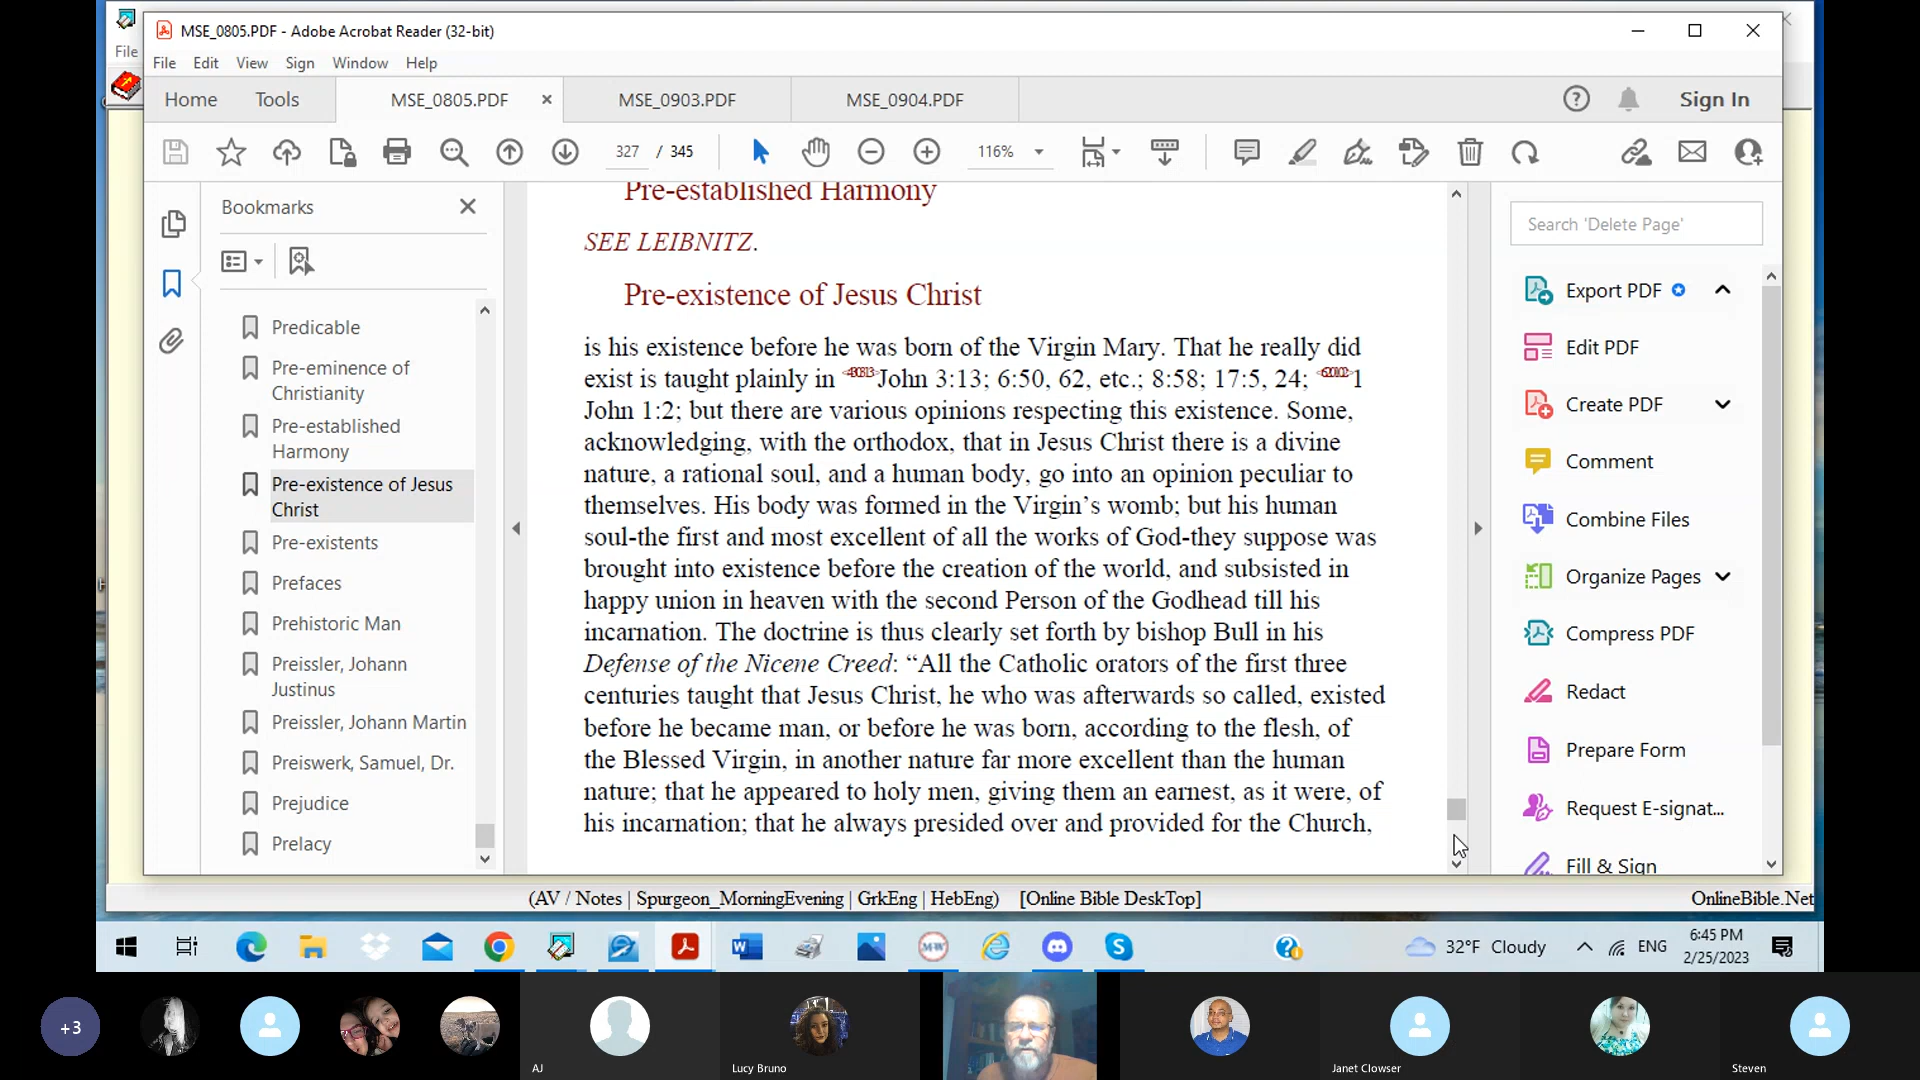 MSE_0805.PDF - Adobe Acrobat Reader (32-bit)
File
File Edit View Sign Window Help
Home Tools MSE_0805.PDF MSE_0903.PDF MSE_0904.PDF Sign In
327 / 345 116%
Bookmarks
Predicable
Pre-eminence of
Christianity
Pre-established
Harmony
Pre-existence of Jesus
Christ
Pre-existents
Prefaces
Prehistoric Man
Preissler, Johann
Justinus
Preissler, Johann Martin
Preiswerk, Samuel, Dr.
Prejudice
Prelacy
Pre-established Harmony
SEE LEIBNITZ.
Pre-existence of Jesus Christ
is his existence before he was born of the Virgin Mary. That he really did
exist is taught plainly in John 3:13; 6:50, 62, etc.; 8:58; 17:5, 24; 1
John 1:2; but there are various opinions respecting this existence. Some,
acknowledging, with the orthodox, that in Jesus Christ there is a divine
nature, a rational soul, and a human body, go into an opinion peculiar to
themselves. His body was formed in the Virgin’s womb; but his human
soul-the first and most excellent of all the works of God-they suppose was
brought into existence before the creation of the world, and subsisted in
happy union in heaven with the second Person of the Godhead till his
incarnation. The doctrine is thus clearly set forth by bishop Bull in his
Defense of the Nicene Creed: “All the Catholic orators of the first three
centuries taught that Jesus Christ, he who was afterwards so called, existed
before he became man, or before he was born, according to the flesh, of
the Blessed Virgin, in another nature far more excellent than the human
nature; that he appeared to holy men, giving them an earnest, as it were, of
his incarnation; that he always presided over and provided for the Church,
Search 'Delete Page'
Export PDF
Edit PDF
Create PDF
Comment
Combine Files
Organize Pages
Compress PDF
Redact
Prepare Form
Request E-signat...
Fill & Sign
(AV / Notes | Spurgeon_MorningEvening | GrkEng | HebEng) [Online Bible DeskTop] OnlineBible.Net
32°F Cloudy ENG
6:45 PM
2/25/2023
+3
AJ
Lucy Bruno
Janet Clowser
Steven